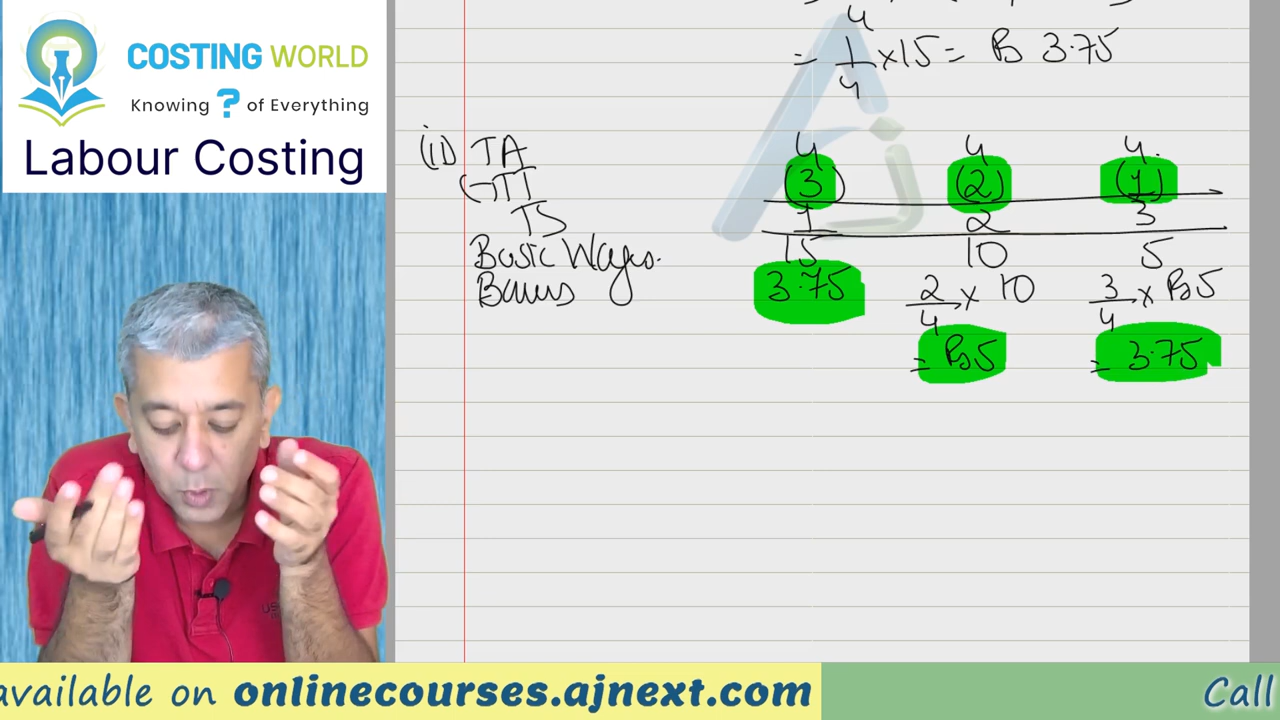 COSTING WORLD
Knowing ? of Everything
Labour Costing
4
= 1/4 × 15 = Rs 3.75
(ii) TA 4 4 4
(-) TT (3) (2) (1)
TS 1 2 3
Basic Wages 15 10 5
Bonus 3.75 2/4 × 10 3/4 × Rs 5
= Rs 5 = 3.75
available on onlinecourses.ajnext.com
Call